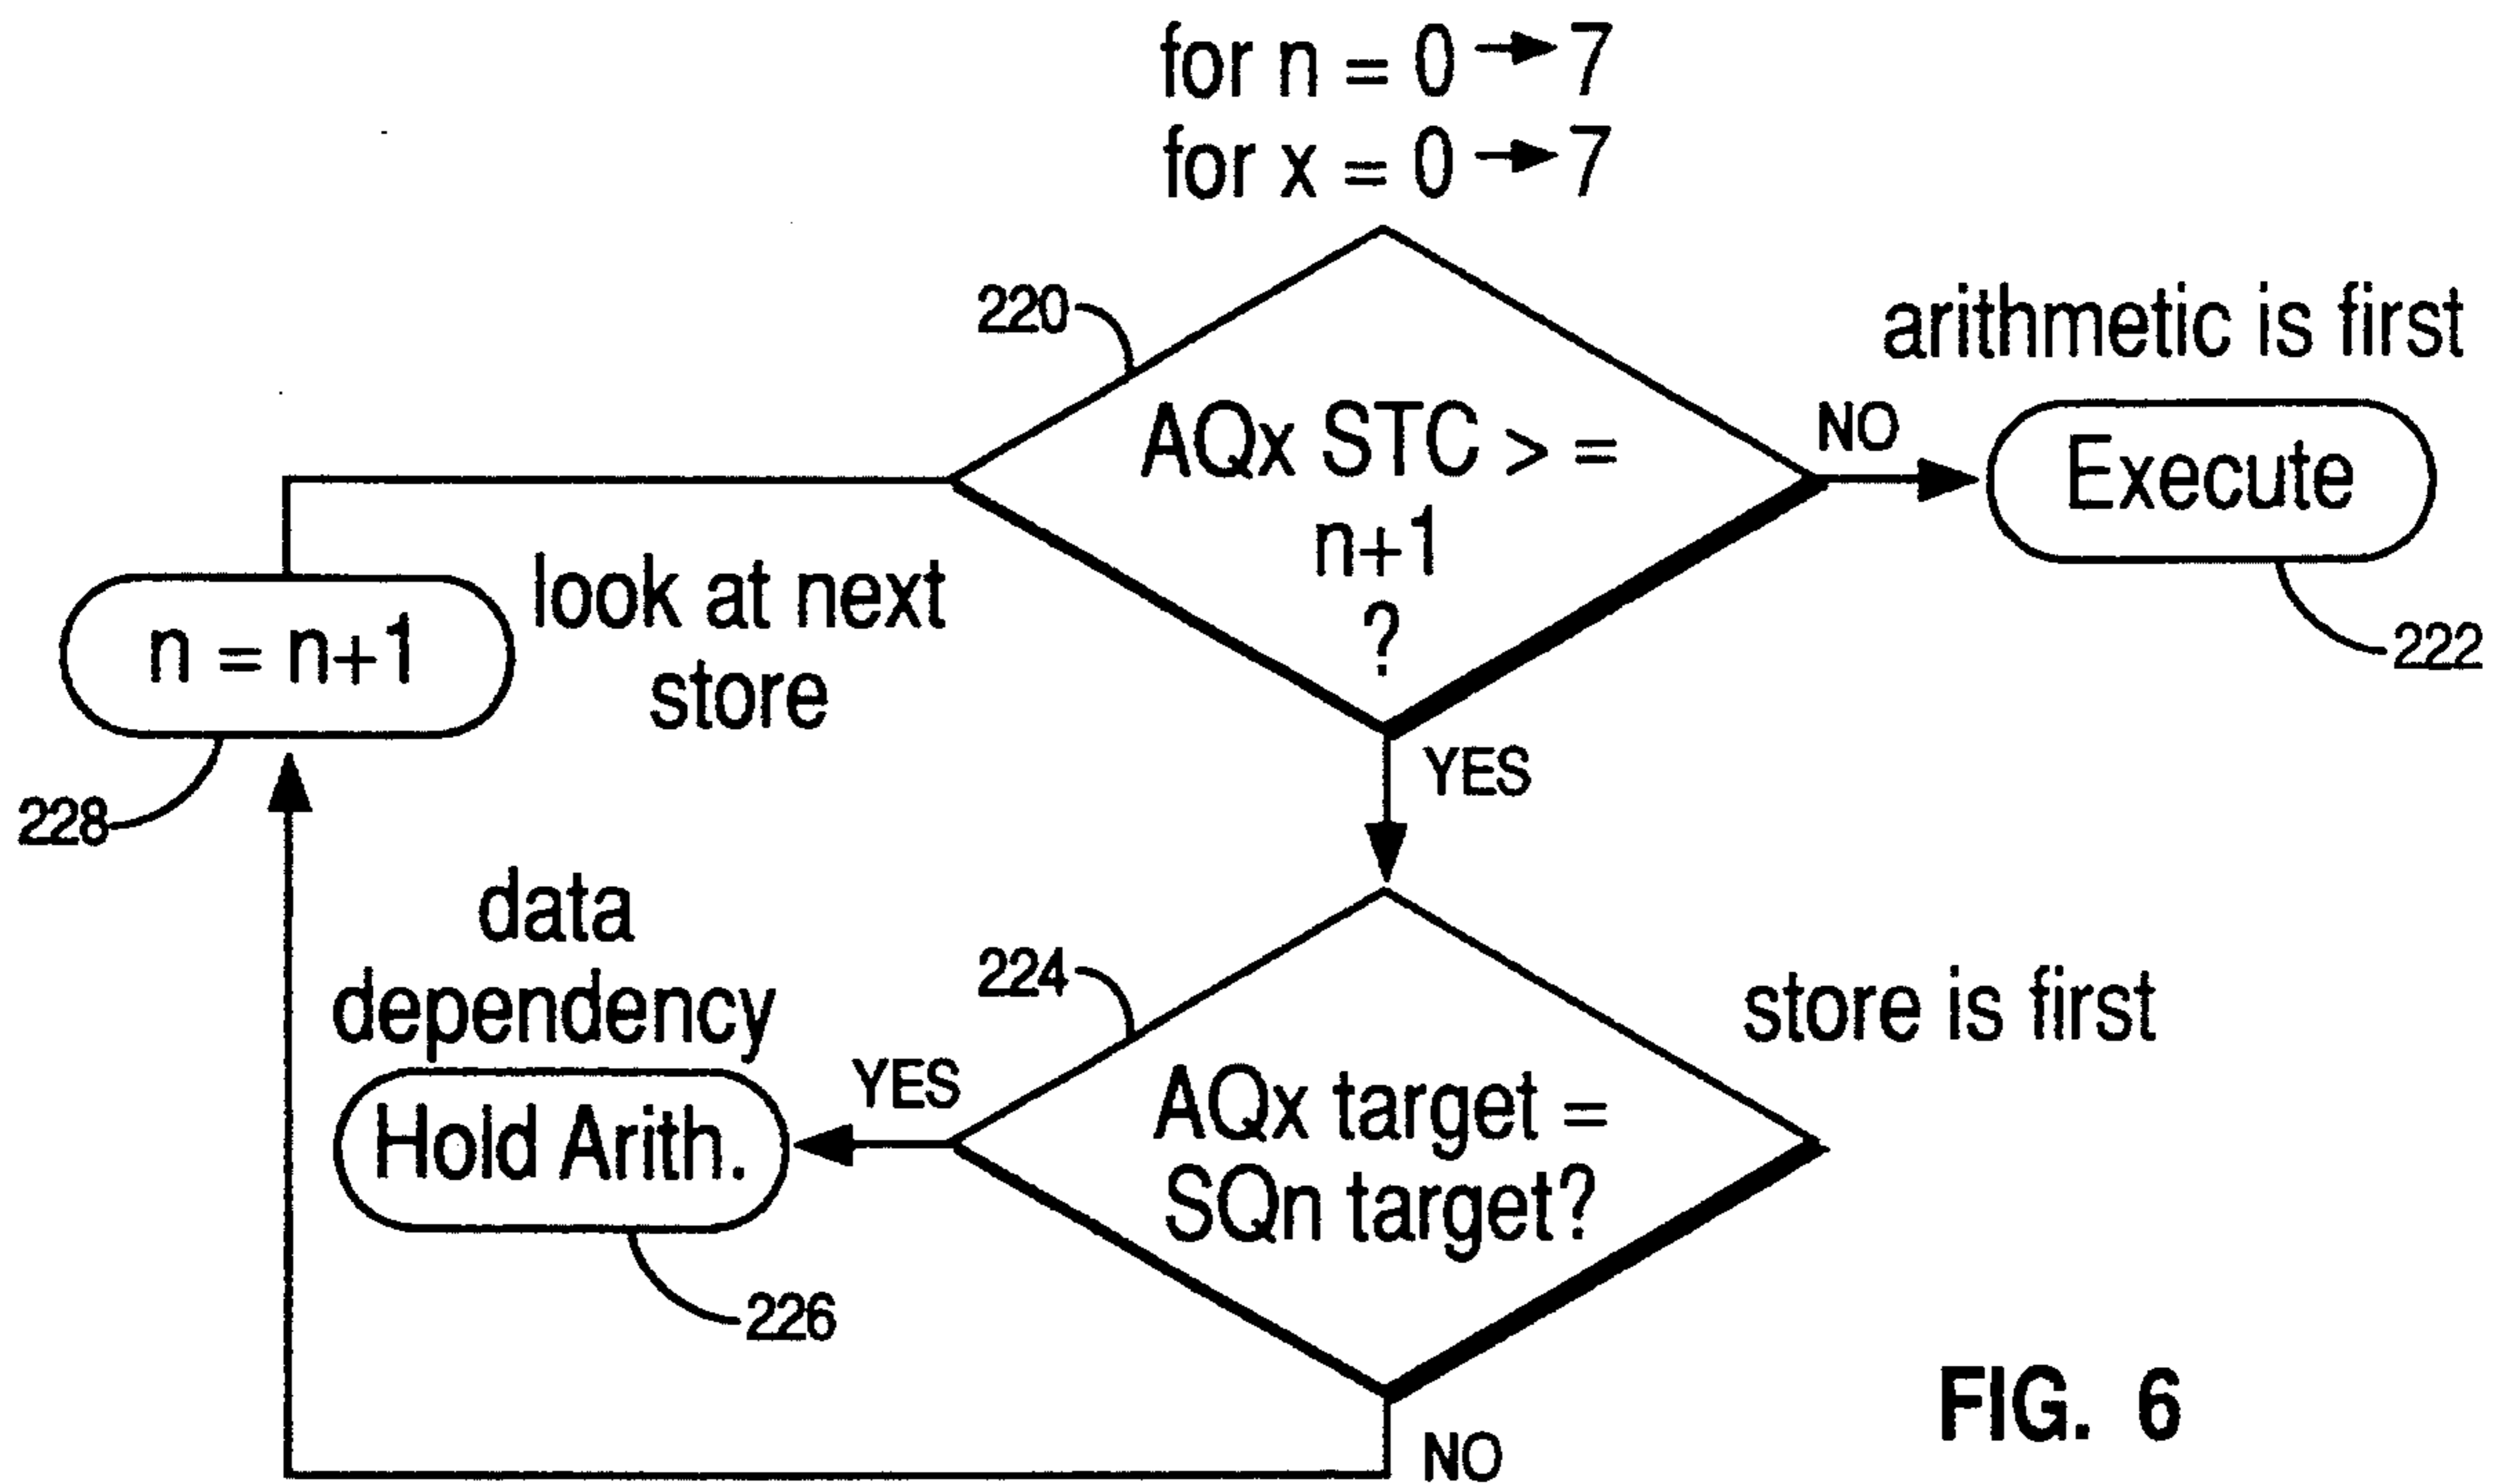 for n = 0 → 7
for x = 0 → 7
220
arithmetic is first
AQx STC > =
n+1
?
NO
Execute
222
look at next
store
n = n+1
228
YES
data
dependency
224
store is first
YES
Hold Arith.
AQx target =
SQn target?
226
NO
FIG. 6